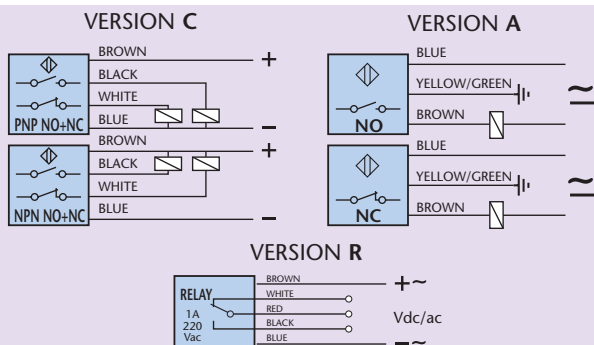 VERSION C
BROWN
+
BLACK
WHITE
PNP NO+NC
BLUE
–
BROWN
+
BLACK
WHITE
NPN NO+NC
BLUE
–
VERSION A
BLUE
YELLOW/GREEN
≃
NO
BROWN
BLUE
YELLOW/GREEN
≃
NC
BROWN
VERSION R
BROWN
+~
RELAY
WHITE
1A
RED
Vdc/ac
220
BLACK
Vac
BLUE
–~